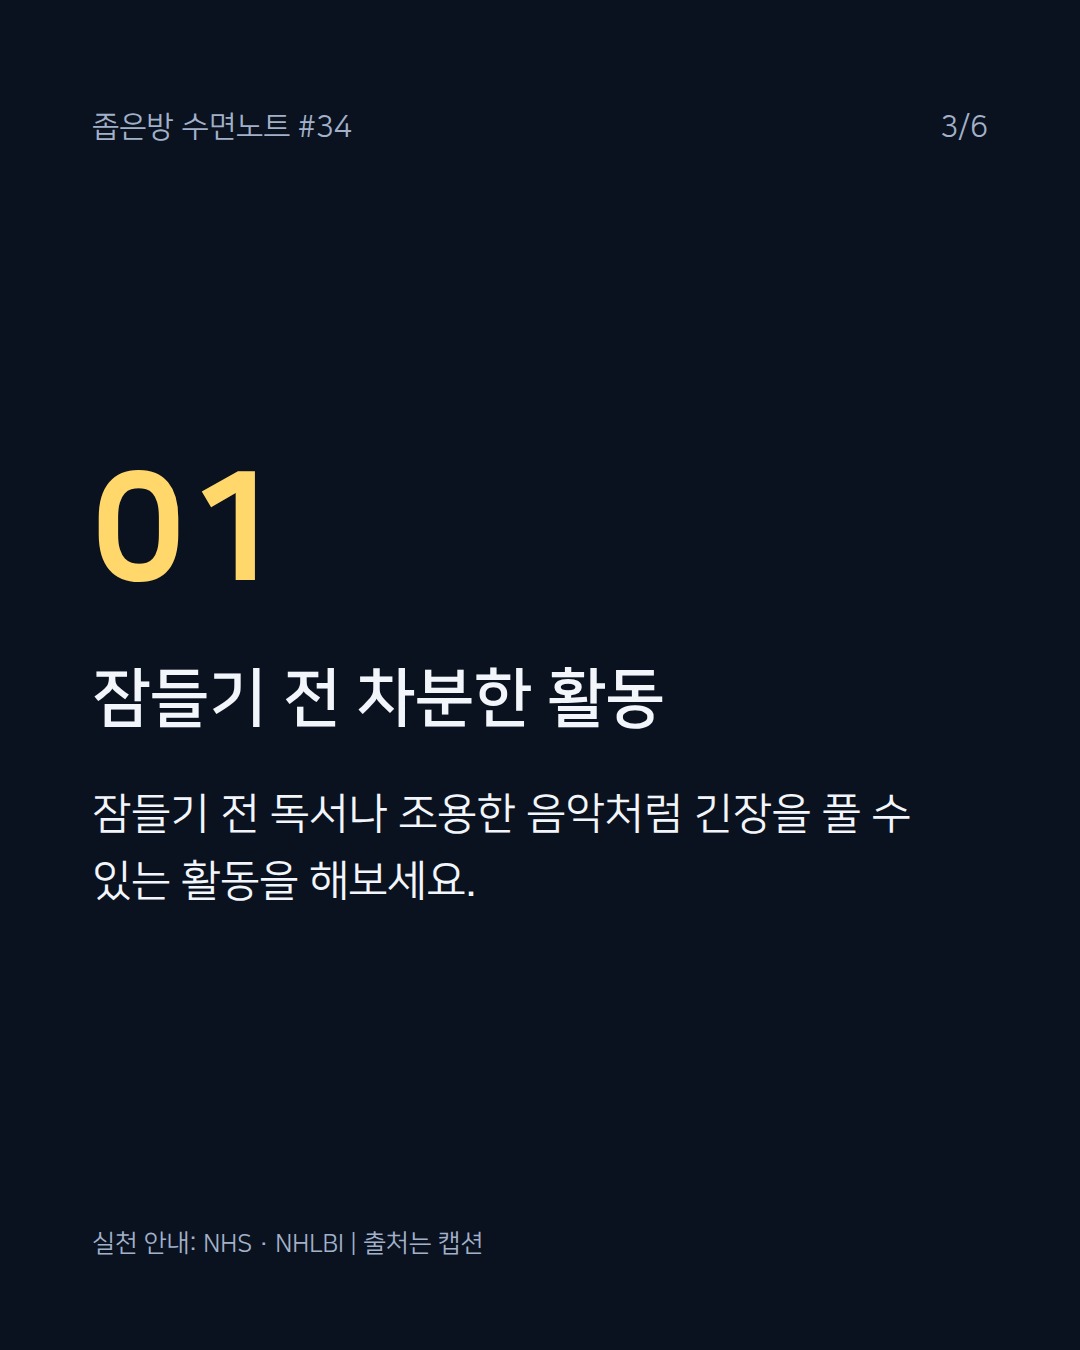 좁은방 수면노트 #34
3/6
01
잠들기 전 차분한 활동
잠들기 전 독서나 조용한 음악처럼 긴장을 풀 수
있는 활동을 해보세요.
실천 안내: NHS · NHLBI | 출처는 캡션